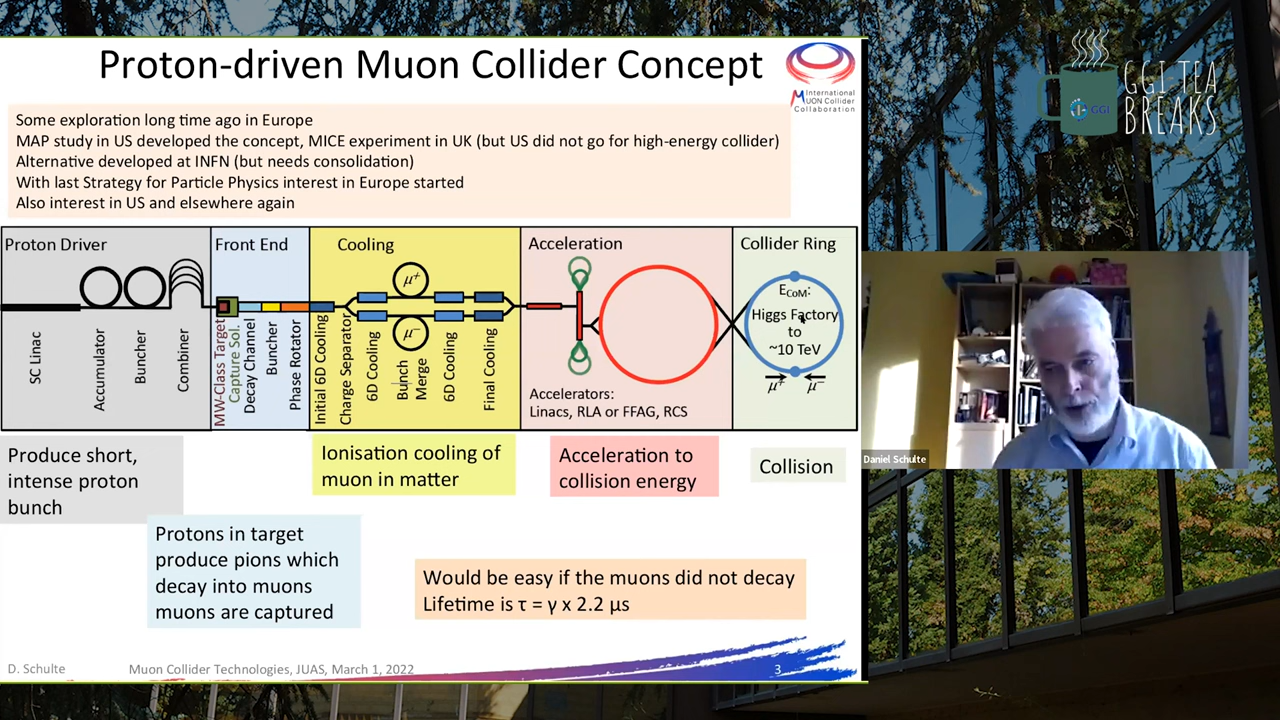 Proton-driven Muon Collider Concept
International
MUON Collider
Collaboration
Some exploration long time ago in Europe
MAP study in US developed the concept, MICE experiment in UK (but US did not go for high-energy collider)
Alternative developed at INFN (but needs consolidation)
With last Strategy for Particle Physics interest in Europe started
Also interest in US and elsewhere again
Proton Driver
SC Linac
Accumulator
Buncher
Combiner
Front End
MW-Class Target
Capture Sol.
Decay Channel
Buncher
Phase Rotator
Cooling
μ+
μ−
Initial 6D Cooling
Charge Separator
6D Cooling
Bunch
Merge
6D Cooling
Final Cooling
Acceleration
Accelerators:
Linacs, RLA or FFAG, RCS
Collider Ring
ECoM:
Higgs Factory
to
~10 TeV
μ+ μ−
Produce short,
intense proton
bunch
Protons in target
produce pions which
decay into muons
muons are captured
Ionisation cooling of
muon in matter
Acceleration to
collision energy
Collision
Would be easy if the muons did not decay
Lifetime is τ = γ x 2.2 μs
D. Schulte
Muon Collider Technologies, JUAS, March 1, 2022
3
GGI
GGI TEA
BREAKS
Daniel Schulte